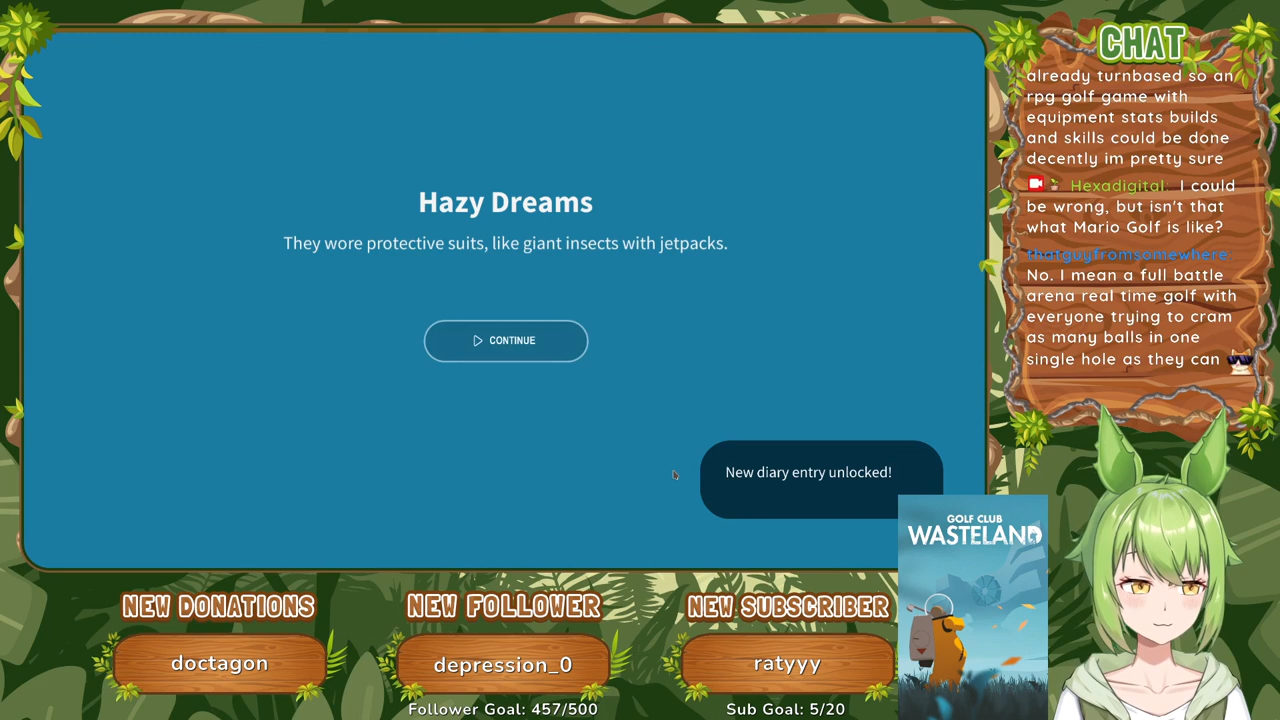 CHAT
already turnbased so an
rpg golf game with
equipment stats builds
and skills could be done
decently im pretty sure
Hexadigital: I could
be wrong, but isn't that
what Mario Golf is like?
thatguyfromsomewhere:
No. I mean a full battle
arena real time golf with
everyone trying to cram
as many balls in one
single hole as they can
Hazy Dreams
They wore protective suits, like giant insects with jetpacks.
CONTINUE
New diary entry unlocked!
GOLF CLUB
WASTELAND
NEW DONATIONS
doctagon
NEW FOLLOWER
depression_0
Follower Goal: 457/500
NEW SUBSCRIBER
ratyyy
Sub Goal: 5/20